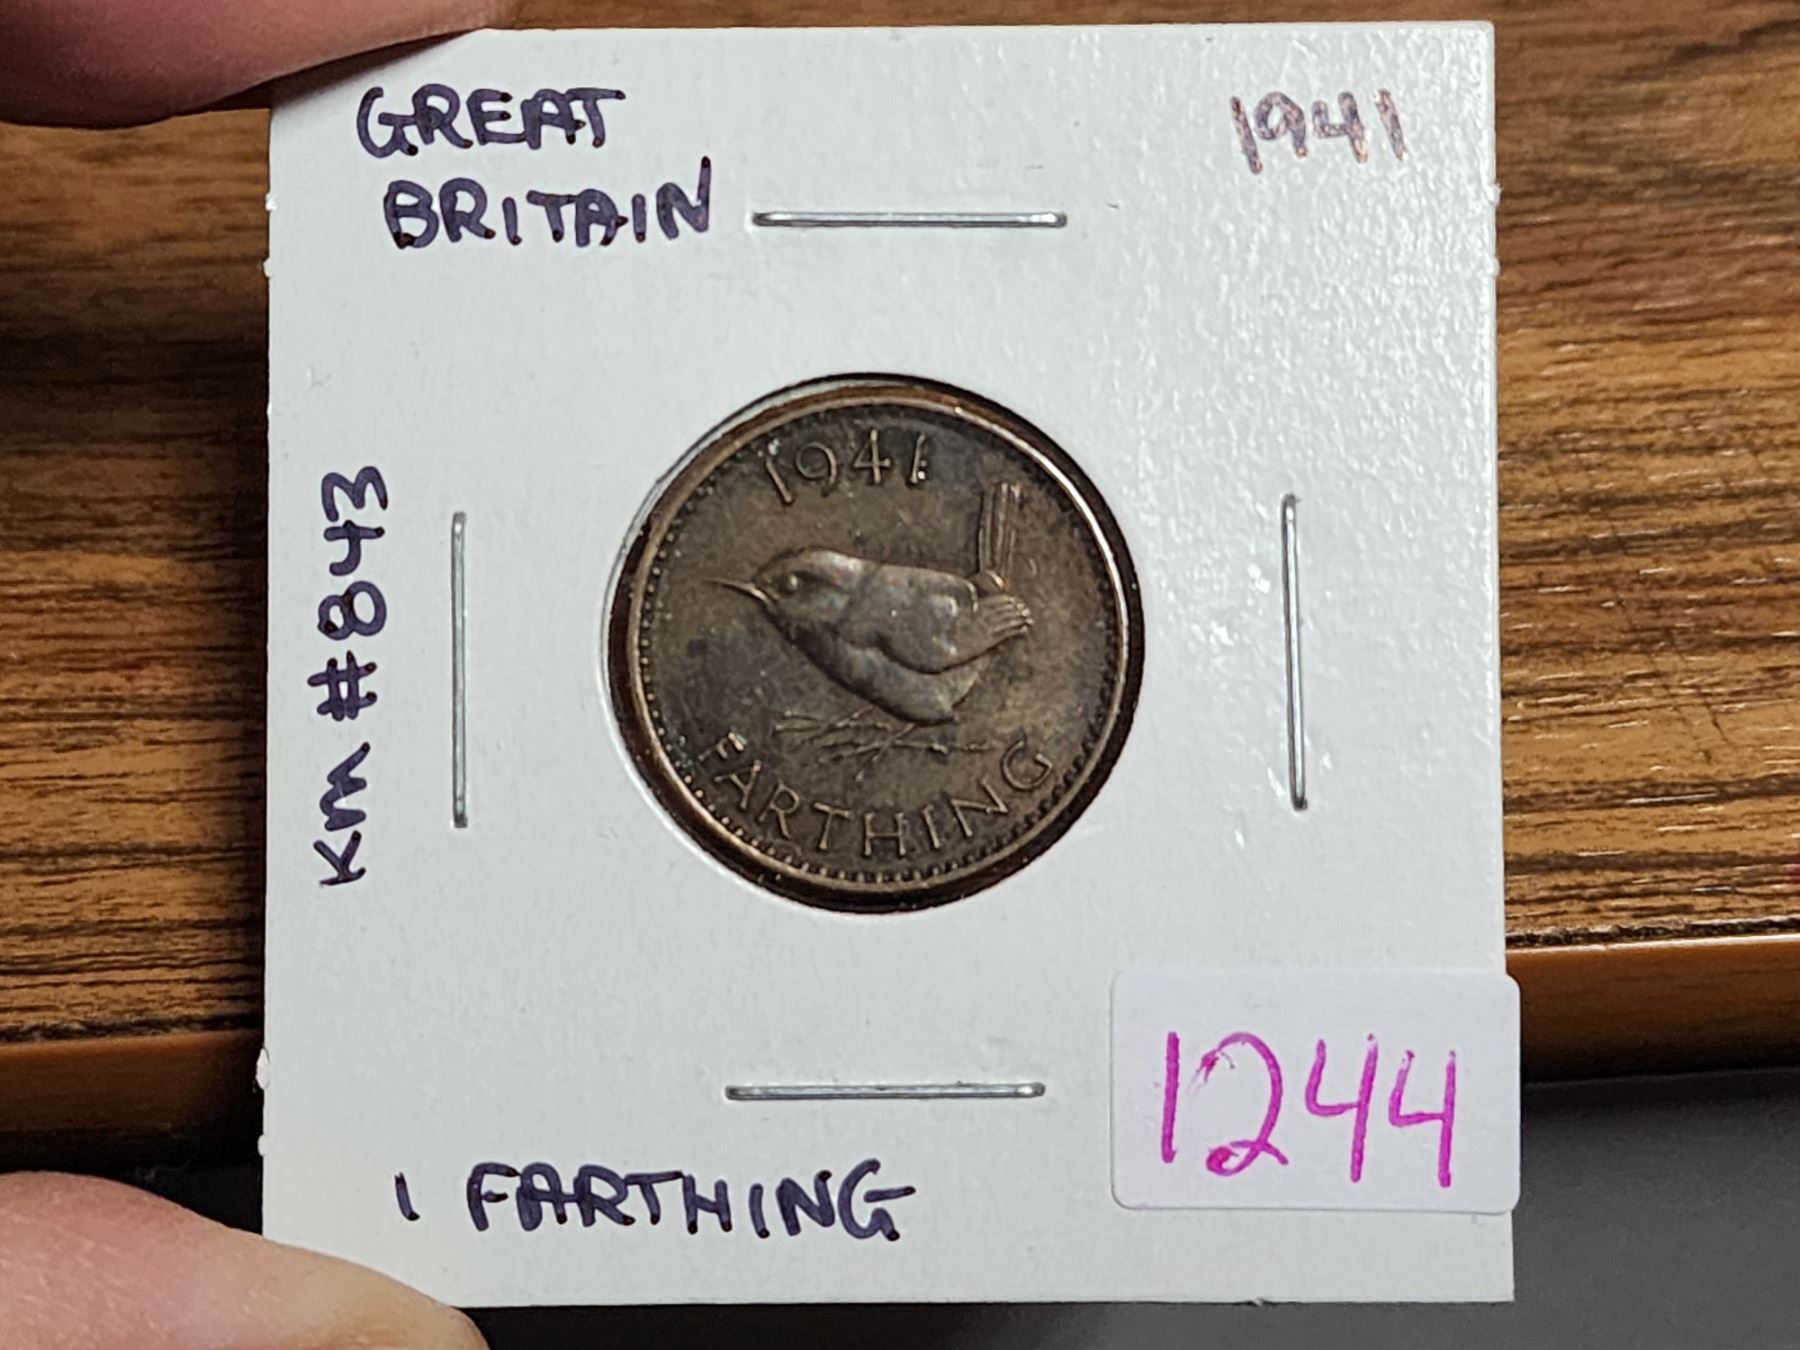 GREAT
BRITAIN
1941
KM #843
1941
FARTHING
1 FARTHING
1244